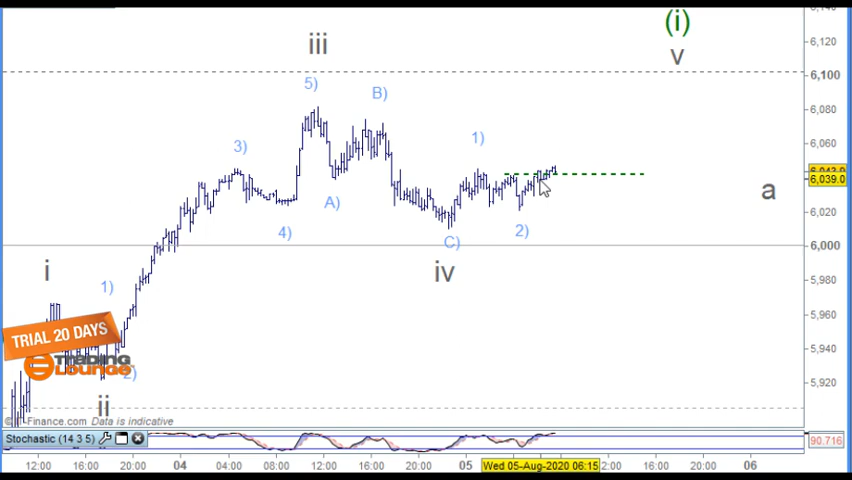 6,140
(i)
iii
v
6,120
6,100
5)
B)
6,080
1)
3)
6,060
6,043.0
6,039.0
a
A)
6,020
4)
C)
2)
6,000
i
iv
1)
5,980
5,960
TRIAL 20 DAYS
5,940
Trading
Lounge
2)
5,920
ii
Data is indicative
Stochastic (14 3 5)
90.716
12:00
16:00
20:00
04
04:00
08:00
12:00
16:00
20:00
05
Wed 05-Aug-2020 06:15
12:00
16:00
20:00
06